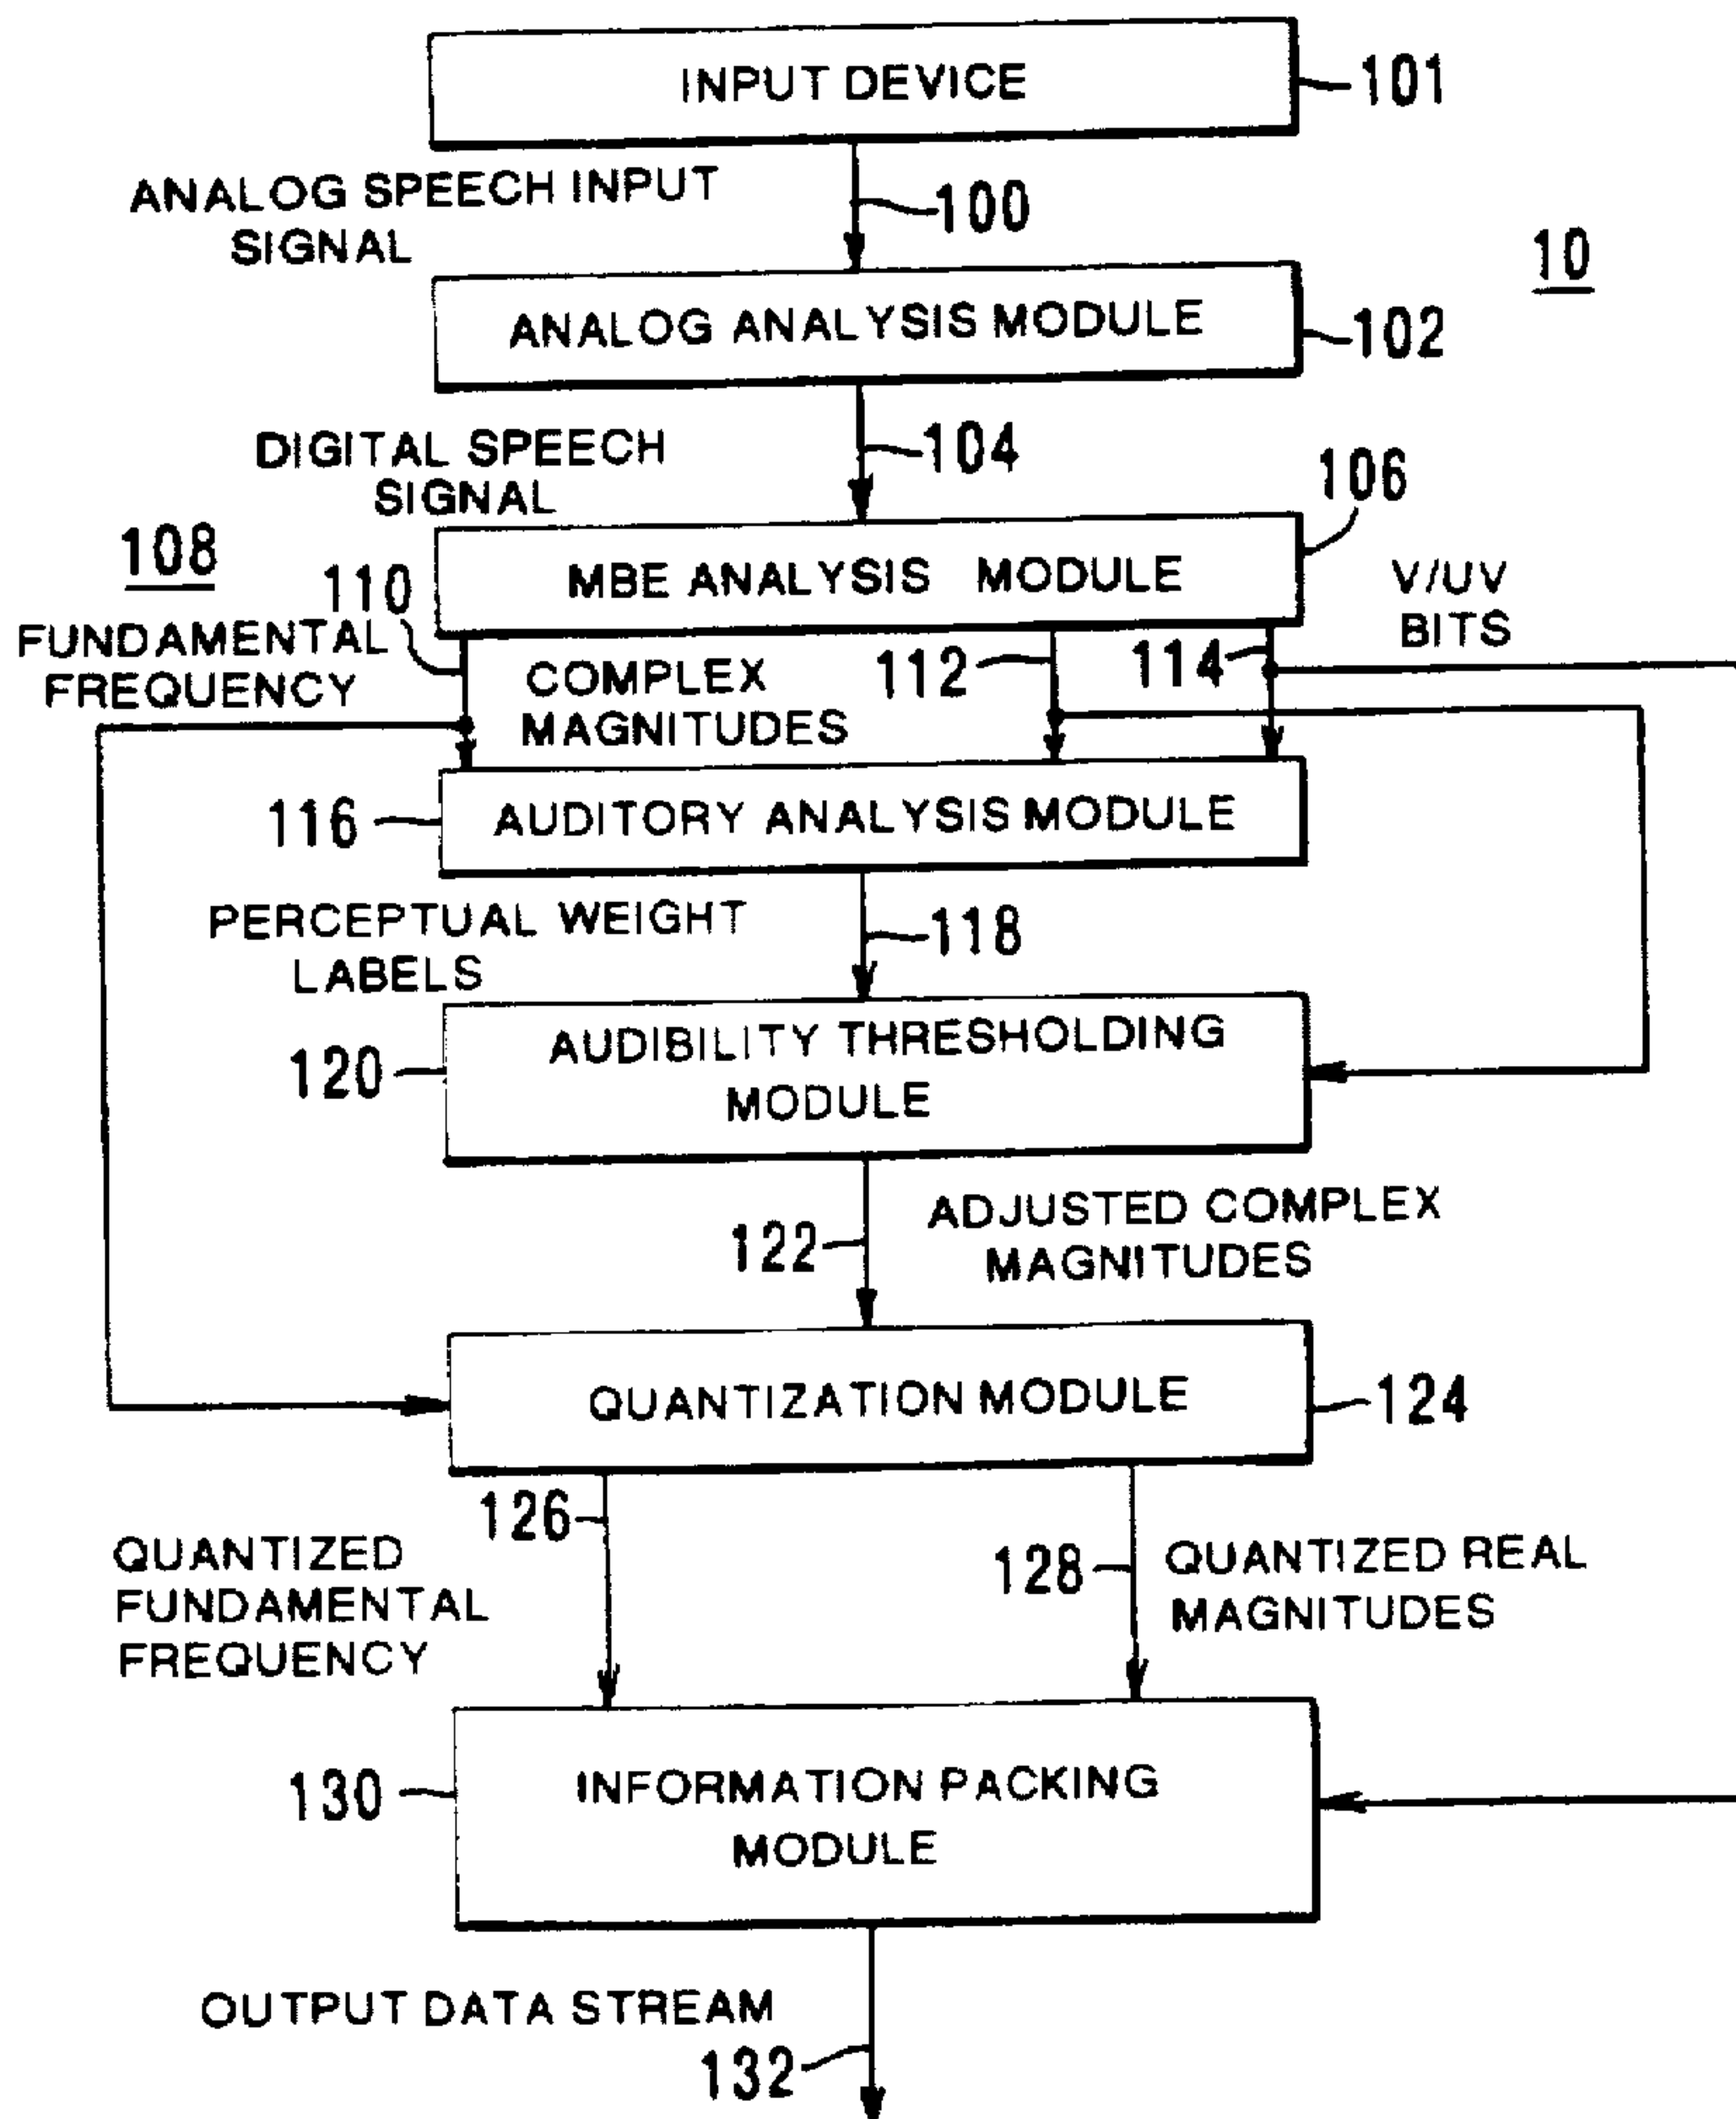 INPUT DEVICE
101
ANALOG SPEECH INPUT
SIGNAL
100
10
ANALOG ANALYSIS MODULE
102
DIGITAL SPEECH
SIGNAL
104
106
108
110
MBE ANALYSIS MODULE
V/UV
BITS
FUNDAMENTAL
FREQUENCY
COMPLEX
MAGNITUDES
112
114
116
AUDITORY ANALYSIS MODULE
PERCEPTUAL WEIGHT
LABELS
118
120
AUDIBILITY THRESHOLDING
MODULE
122
ADJUSTED COMPLEX
MAGNITUDES
QUANTIZATION MODULE
124
126
QUANTIZED
FUNDAMENTAL
FREQUENCY
128
QUANTIZED REAL
MAGNITUDES
130
INFORMATION PACKING
MODULE
OUTPUT DATA STREAM
132